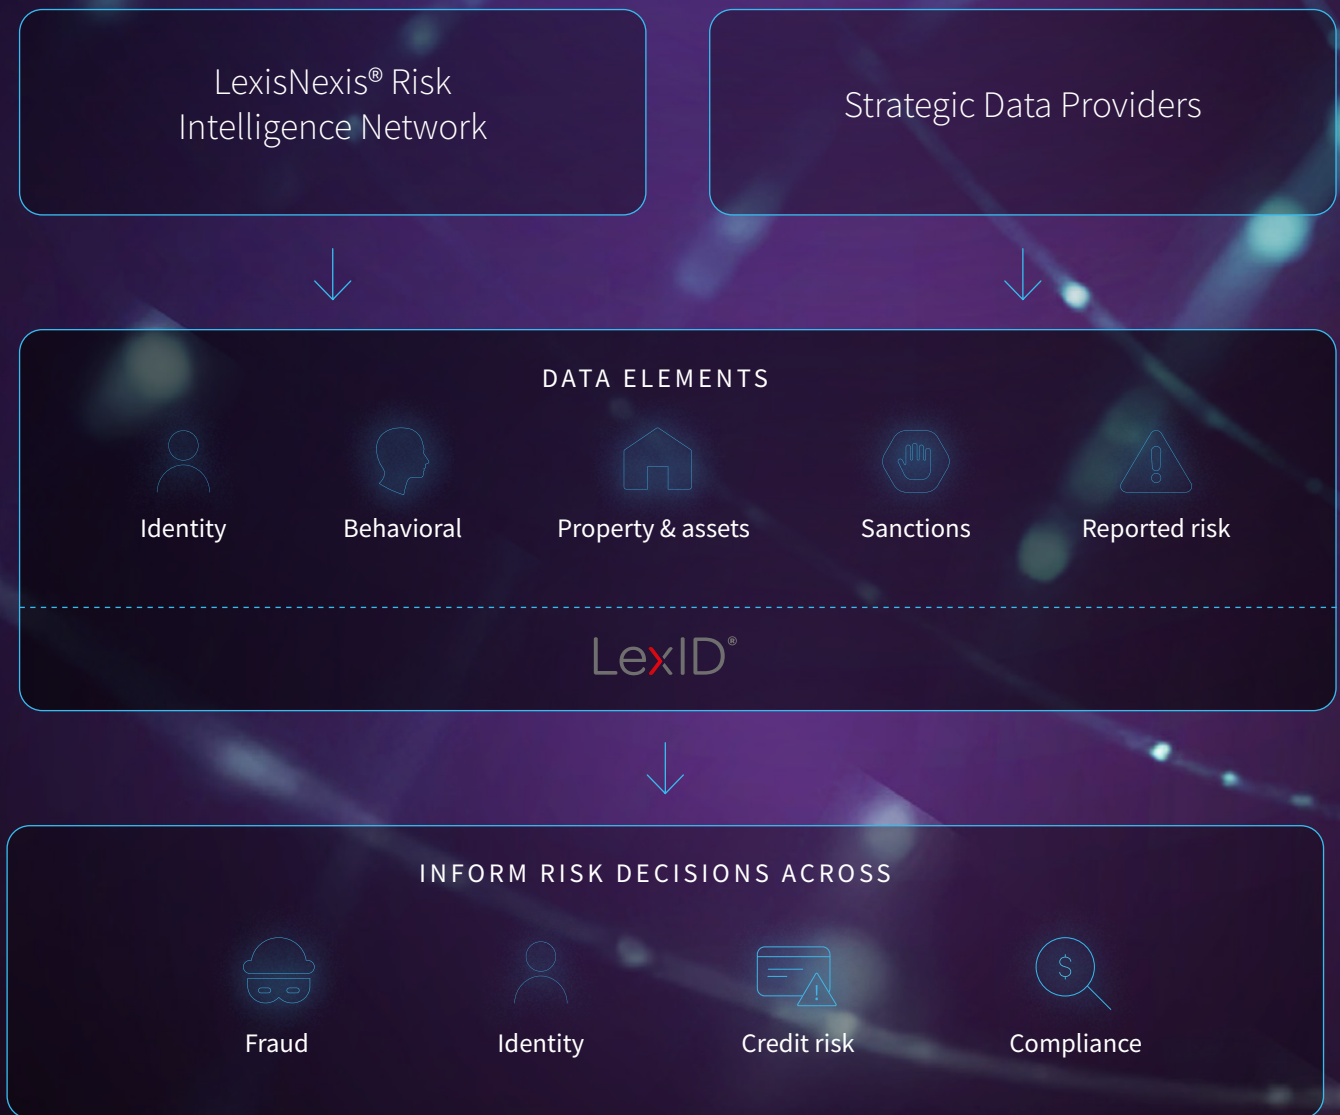 LexisNexis® Risk
Intelligence Network
Strategic Data Providers
DATA ELEMENTS
Identity
Behavioral
Property & assets
Sanctions
Reported risk
LexID®
INFORM RISK DECISIONS ACROSS
Fraud
Identity
Credit risk
Compliance